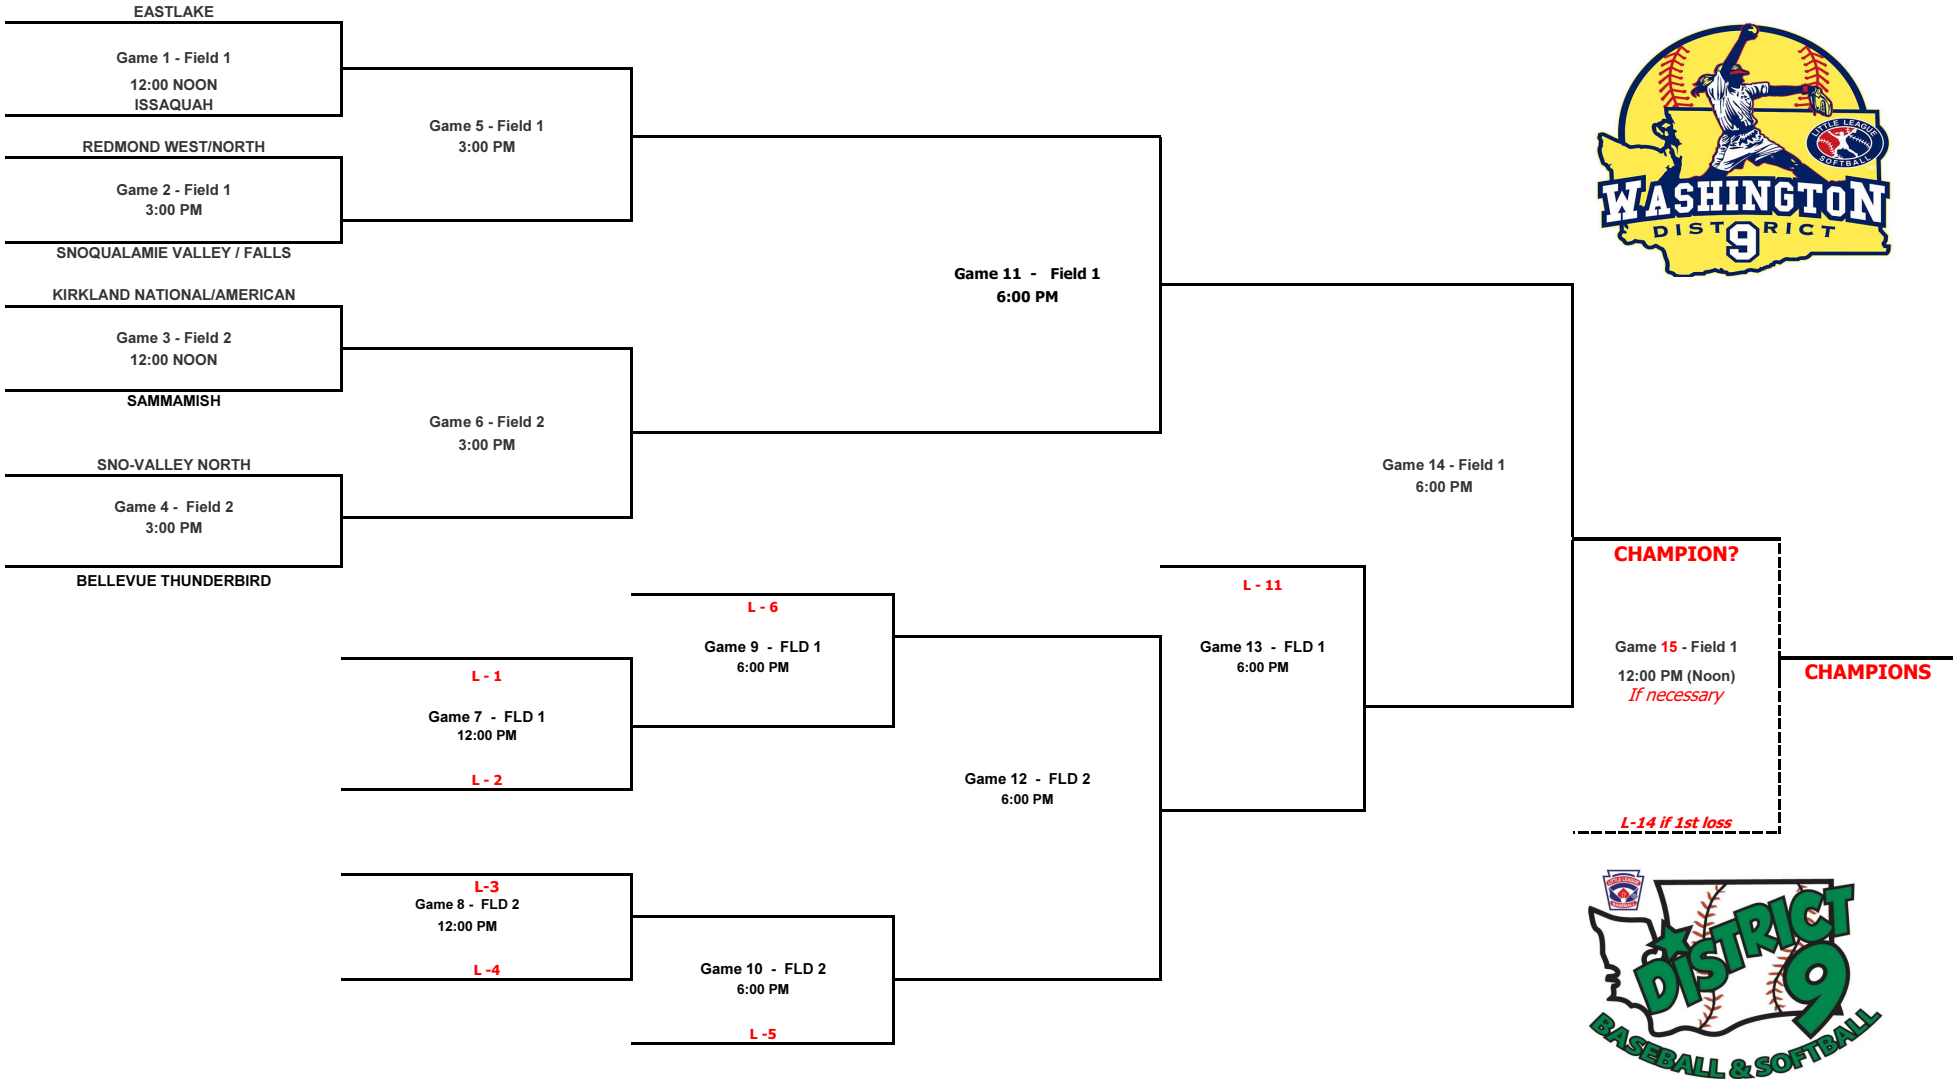 EASTLAKE
Game 1 - Field 1
12:00 NOON
ISSAQUAH
REDMOND WEST/NORTH
Game 2 - Field 1
3:00 PM
SNOQUALAMIE VALLEY / FALLS
KIRKLAND NATIONAL/AMERICAN
Game 3 - Field 2
12:00 NOON
SAMMAMISH
SNO-VALLEY NORTH
Game 4 - Field 2
3:00 PM
BELLEVUE THUNDERBIRD
Game 5 - Field 1
3:00 PM
Game 6 - Field 2
3:00 PM
L - 1
Game 7 - FLD 1
12:00 PM
L - 2
L-3
Game 8 - FLD 2
12:00 PM
L -4
L - 6
Game 9 - FLD 1
6:00 PM
Game 10 - FLD 2
6:00 PM
L -5
Game 11 - Field 1
6:00 PM
Game 12 - FLD 2
6:00 PM
L - 11
Game 13 - FLD 1
6:00 PM
Game 14 - Field 1
6:00 PM
CHAMPION?
Game 15 - Field 1
12:00 PM (Noon)
If necessary
L-14 if 1st loss
CHAMPIONS
LITTLE LEAGUE
SOFTBALL
WASHINGTON
DISTRICT
9
LITTLE LEAGUE
BASEBALL
DISTRICT
9
BASEBALL & SOFTBALL